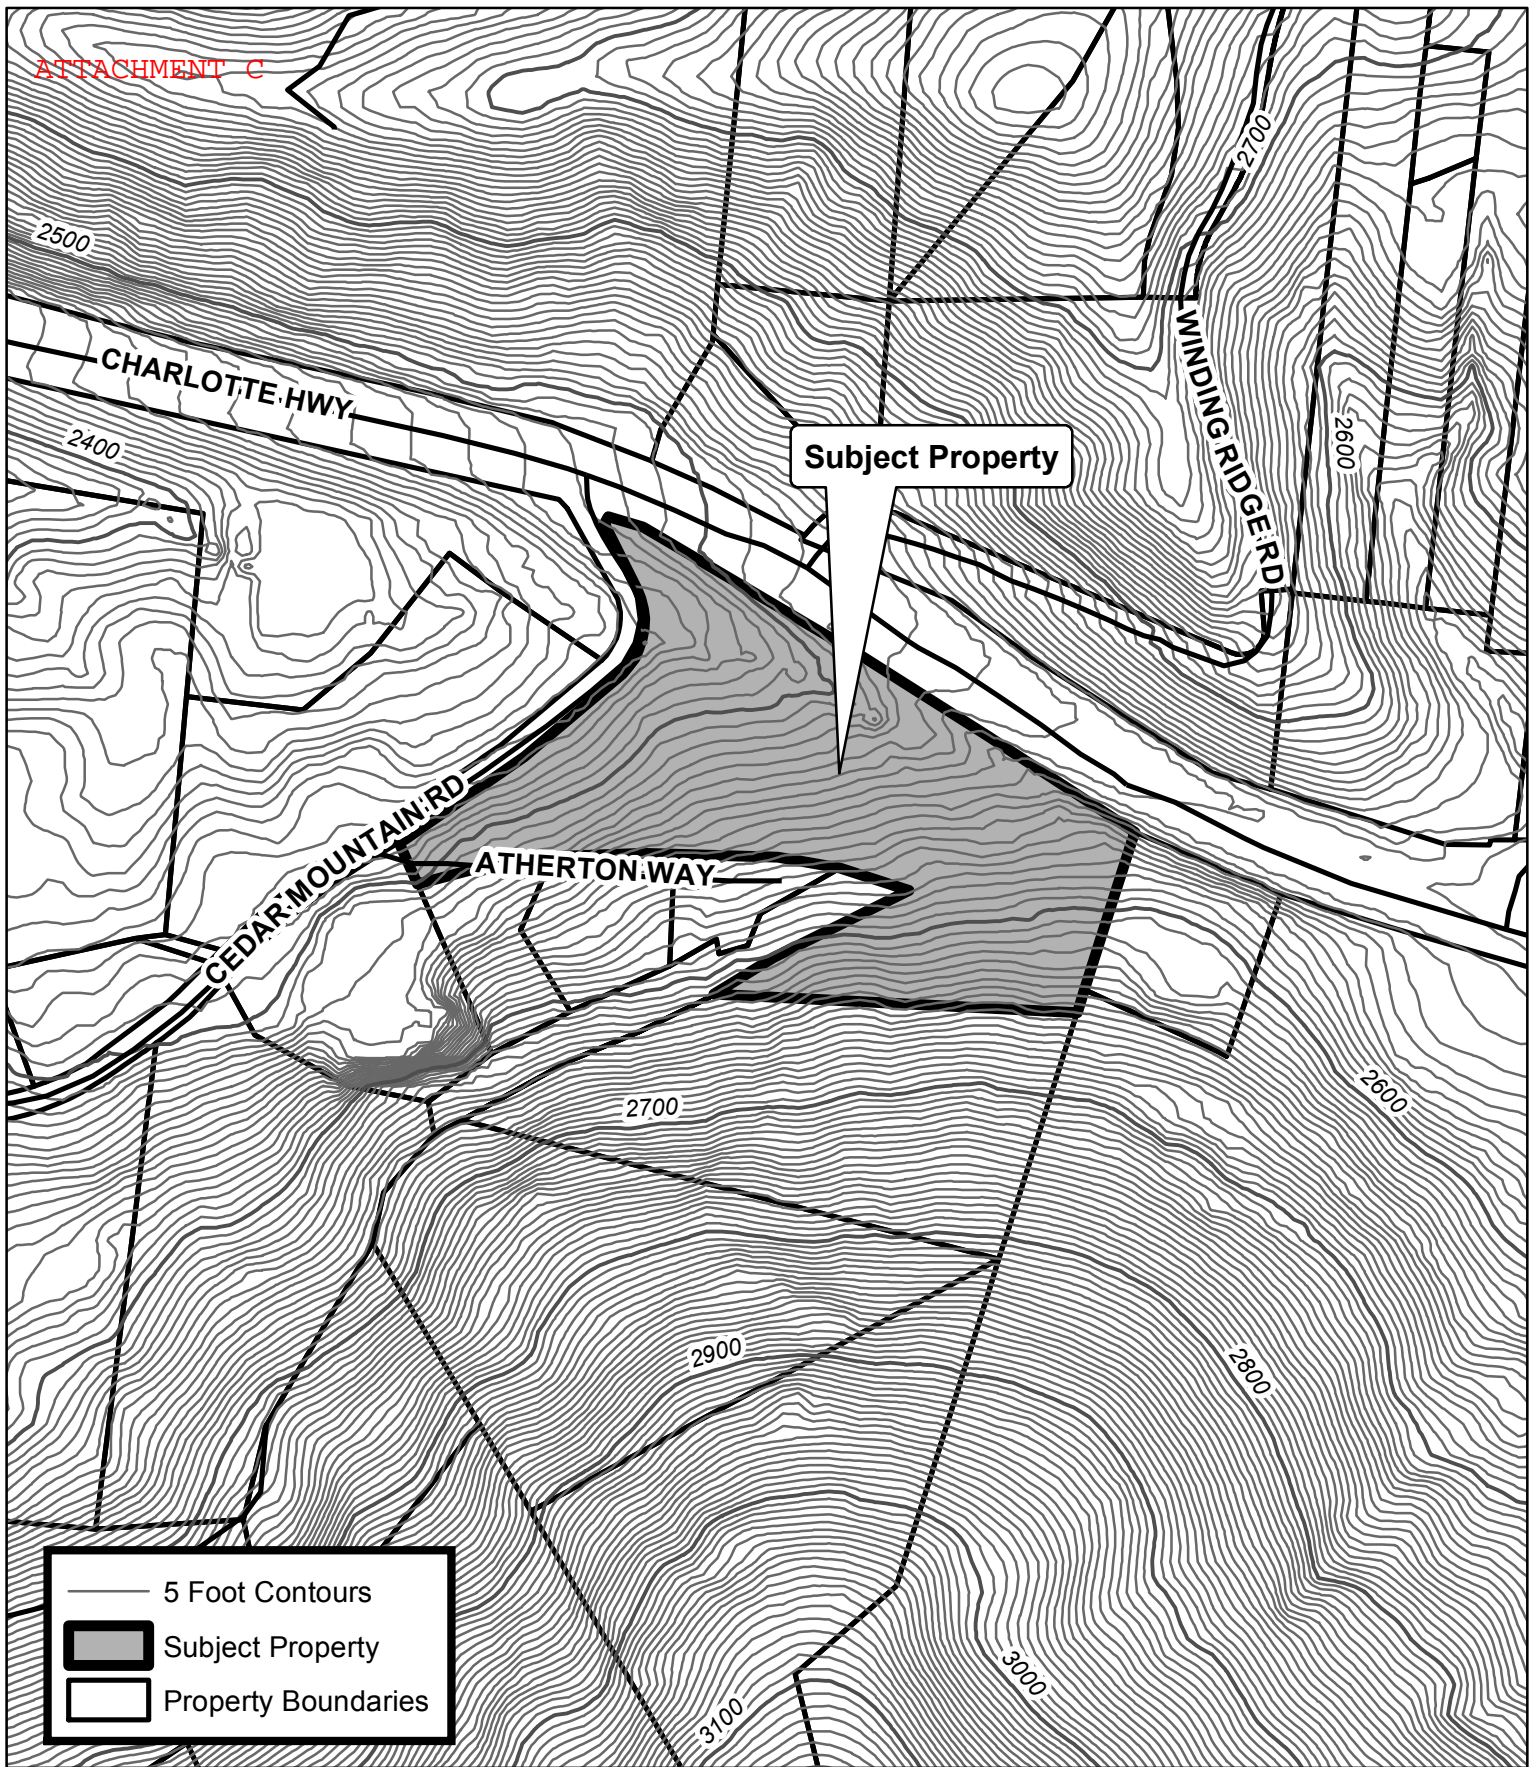 ATTACHMENT C
2700
2500
CHARLOTTE HWY
WINDING RIDGE RD
2400
2600
Subject Property
CEDAR MOUNTAIN RD
ATHERTON WAY
2700
2600
2900
2800
3000
3100
5 Foot Contours
Subject Property
Property Boundaries